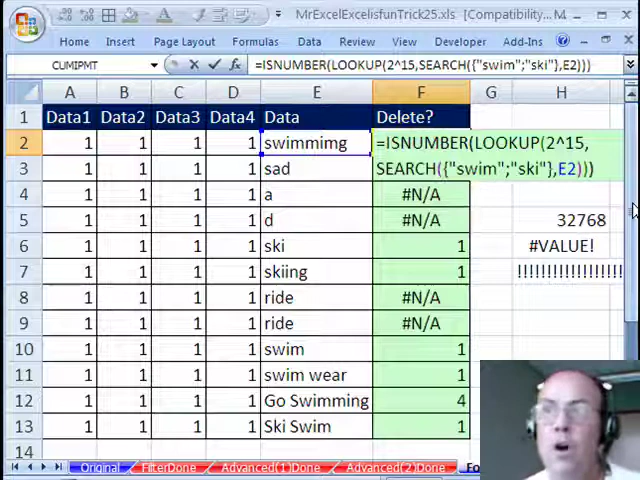 MrExcelExcelisfunTrick25.xls [Compatibility... M...
Home Insert Page Layout Formulas Data Review View Developer Add-Ins
CUMIPMT =ISNUMBER(LOOKUP(2^15,SEARCH({"swim";"ski"},E2)))
A B C D E F G H
1 Data1 Data2 Data3 Data4 Data Delete?
2 1 1 1 1 swimmimg =ISNUMBER(LOOKUP(2^15,
3 1 1 1 1 sad SEARCH({"swim";"ski"},E2)))
4 1 1 1 1 a #N/A
5 1 1 1 1 d #N/A 32768
6 1 1 1 1 ski 1 #VALUE!
7 1 1 1 1 skiing 1 !!!!!!!!!!!!!!!!!!!
8 1 1 1 1 ride #N/A
9 1 1 1 1 ride #N/A
10 1 1 1 1 swim 1
11 1 1 1 1 swim wear 1
12 1 1 1 1 Go Swimming 4
13 1 1 1 1 Ski Swim 1
14
Original FilterDone Advanced(1)Done Advanced(2)Done Fo